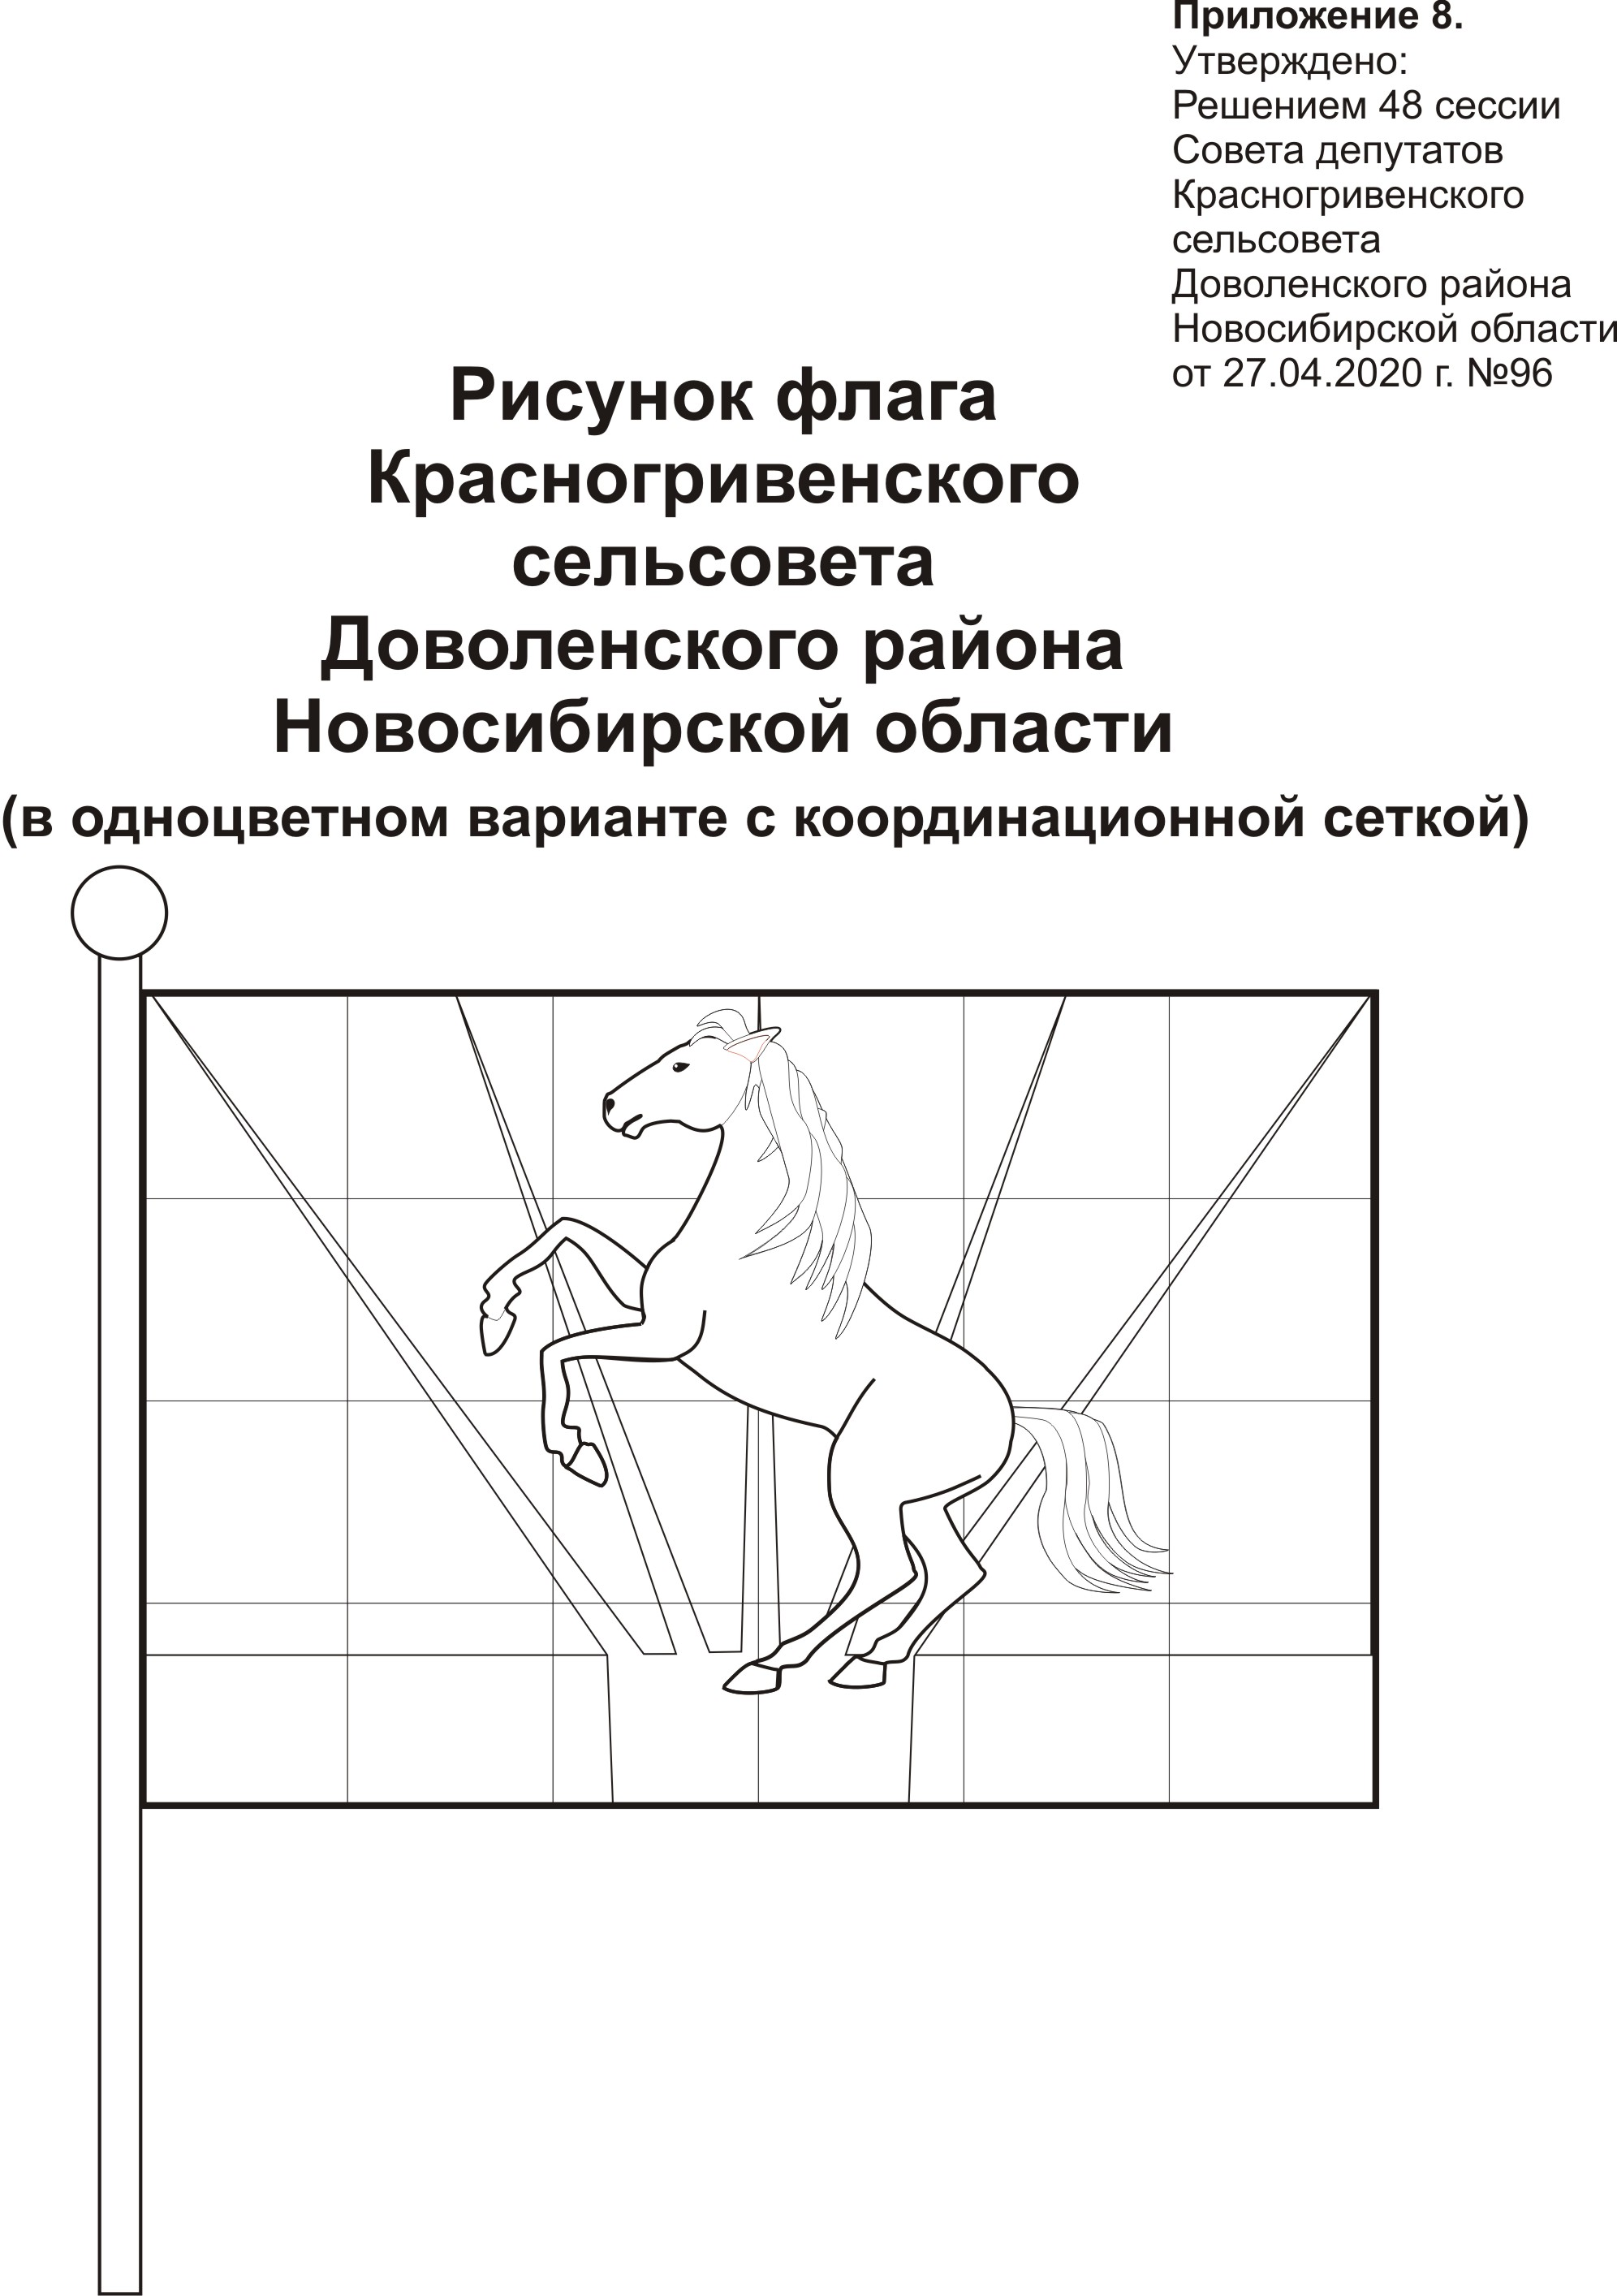 Приложение 8.
Утверждено:
Решением 48 сессии
Совета депутатов
Красногривенского
сельсовета
Доволенского района
Новосибирской области
от 27.04.2020 г. №96
Рисунок флага
Красногривенского
сельсовета
Доволенского района
Новосибирской области
(в одноцветном варианте с координационной сеткой)